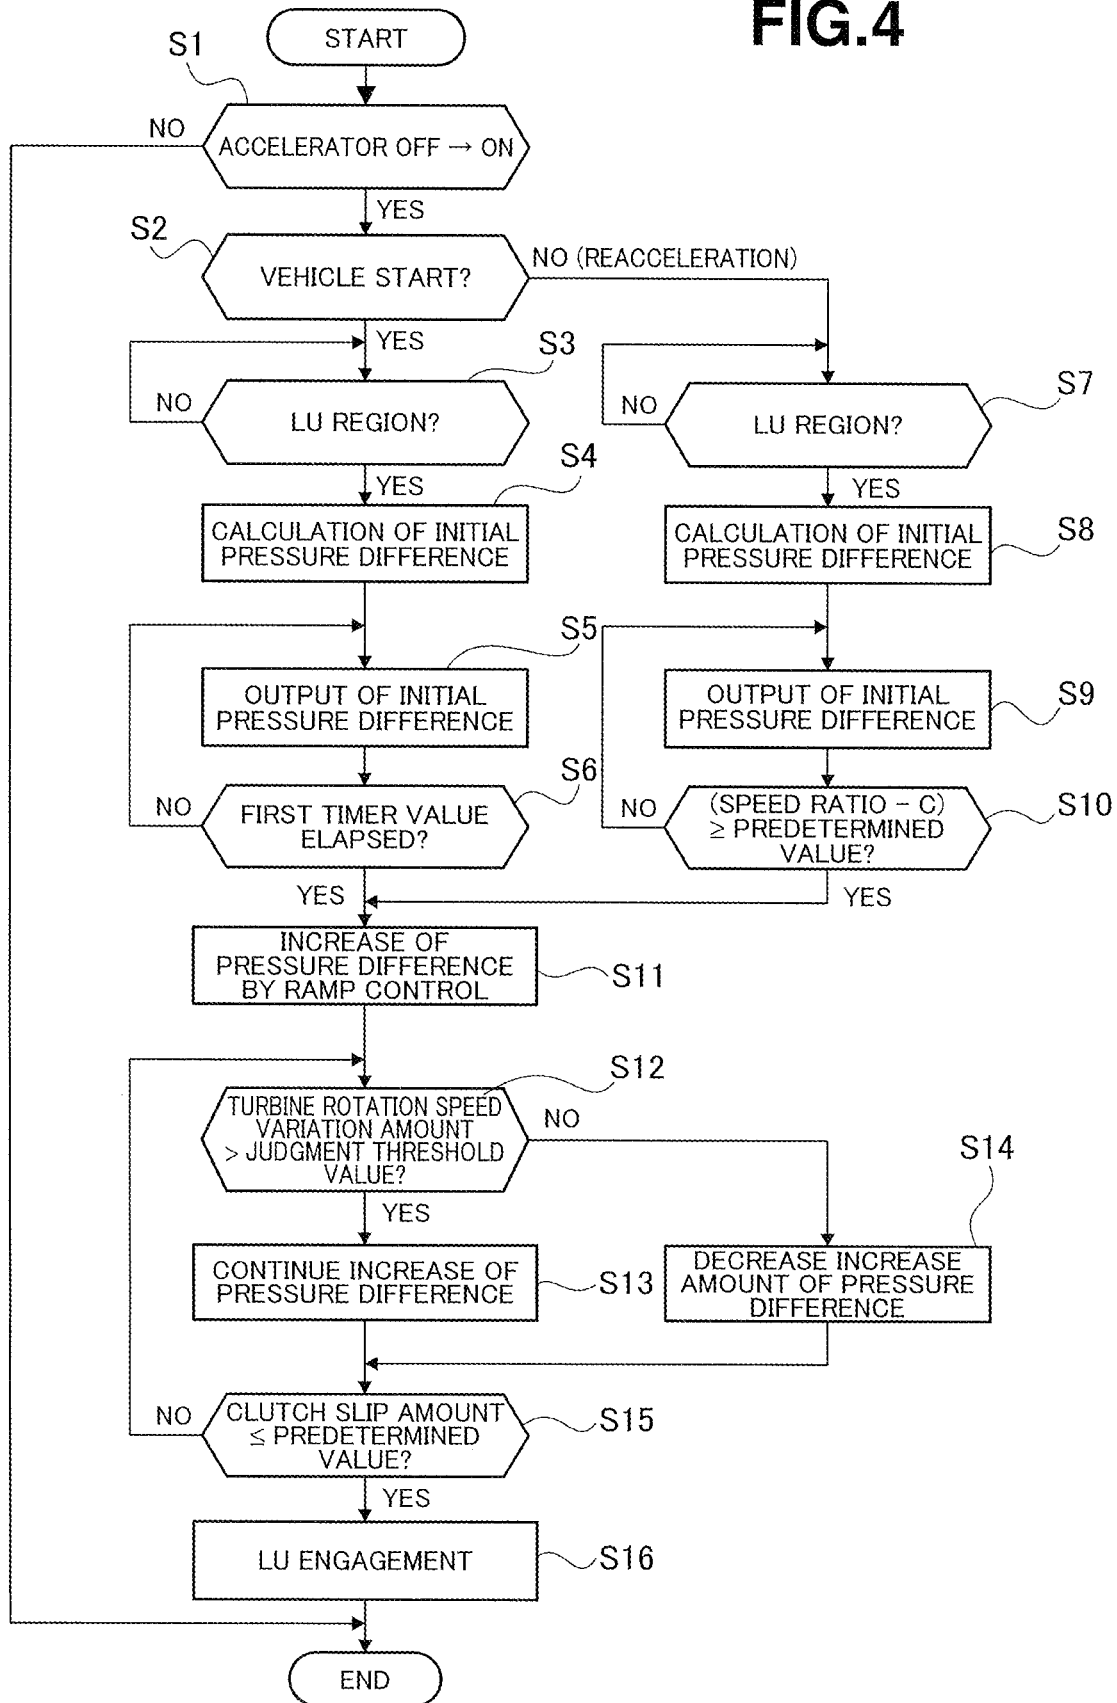 FIG.4
START
S1
NO
ACCELERATOR OFF → ON
YES
S2
VEHICLE START?
NO (REACCELERATION)
YES
S3
NO
LU REGION?
S7
NO
LU REGION?
YES
S4
YES
CALCULATION OF INITIAL
PRESSURE DIFFERENCE
S8
CALCULATION OF INITIAL
PRESSURE DIFFERENCE
S5
OUTPUT OF INITIAL
PRESSURE DIFFERENCE
S9
OUTPUT OF INITIAL
PRESSURE DIFFERENCE
S6
NO
FIRST TIMER VALUE
ELAPSED?
S10
NO
(SPEED RATIO - C)
≥ PREDETERMINED
VALUE?
YES
YES
INCREASE OF
PRESSURE DIFFERENCE
BY RAMP CONTROL
S11
S12
TURBINE ROTATION SPEED
VARIATION AMOUNT
> JUDGMENT THRESHOLD
VALUE?
NO
S14
YES
CONTINUE INCREASE OF
PRESSURE DIFFERENCE
S13
DECREASE INCREASE
AMOUNT OF PRESSURE
DIFFERENCE
NO
CLUTCH SLIP AMOUNT
≤ PREDETERMINED
VALUE?
S15
YES
LU ENGAGEMENT
S16
END